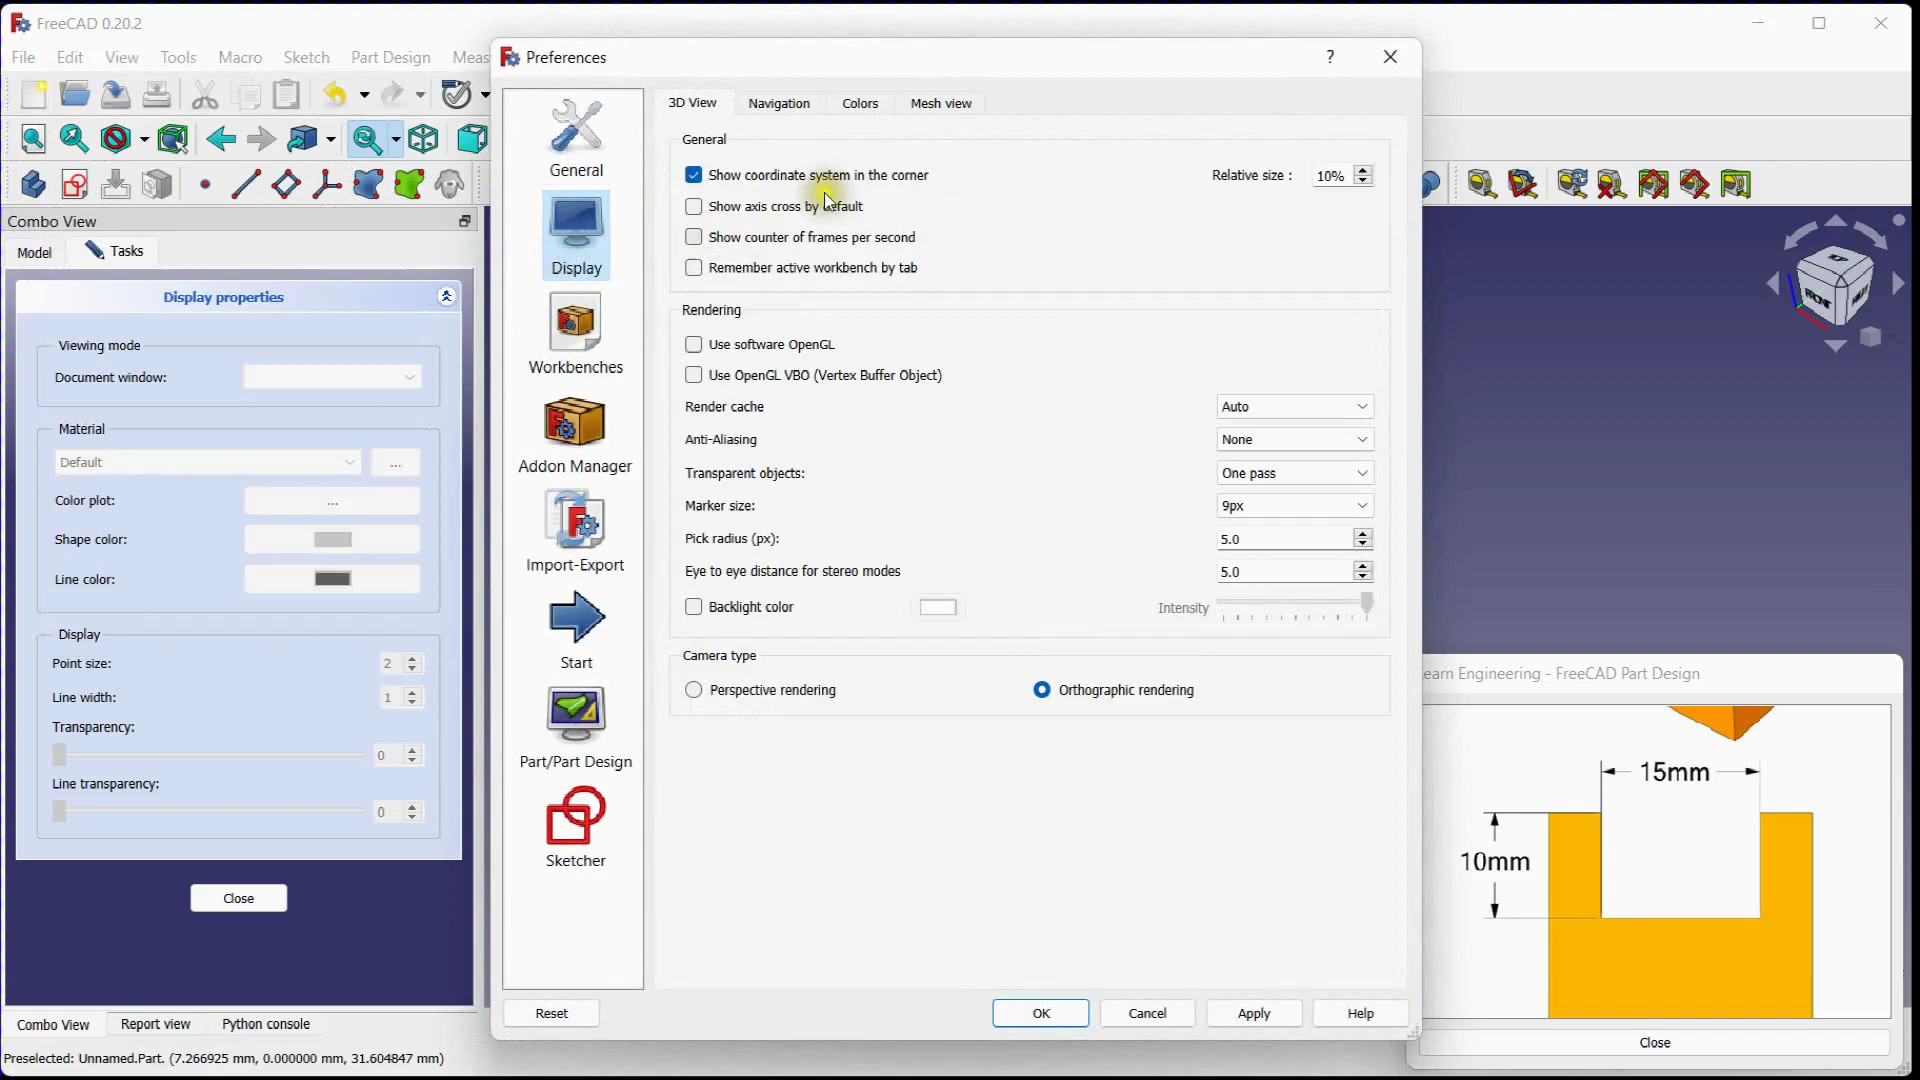 FreeCAD 0.20.2
File Edit View Tools Macro Sketch Part Design Meas
Combo View
Model Tasks
Display properties
Viewing mode
Document window:
Material
Default ...
Color plot: ...
Shape color:
Line color:
Display
Point size: 2
Line width: 1
Transparency:
0
Line transparency:
0
Close
Combo View Report view Python console
Preselected: Unnamed.Part. (7.266925 mm, 0.000000 mm, 31.604847 mm)
Preferences
?
General
Display
Workbenches
Addon Manager
Import-Export
Start
Part/Part Design
Sketcher
3D View Navigation Colors Mesh view
General
Show coordinate system in the corner Relative size : 10%
Show axis cross by default
Show counter of frames per second
Remember active workbench by tab
Rendering
Use software OpenGL
Use OpenGL VBO (Vertex Buffer Object)
Render cache Auto
Anti-Aliasing None
Transparent objects: One pass
Marker size: 9px
Pick radius (px): 5.0
Eye to eye distance for stereo modes 5.0
Backlight color Intensity
Camera type
Perspective rendering Orthographic rendering
Reset OK Cancel Apply Help
FRONT
earn Engineering - FreeCAD Part Design
15mm
10mm
Close